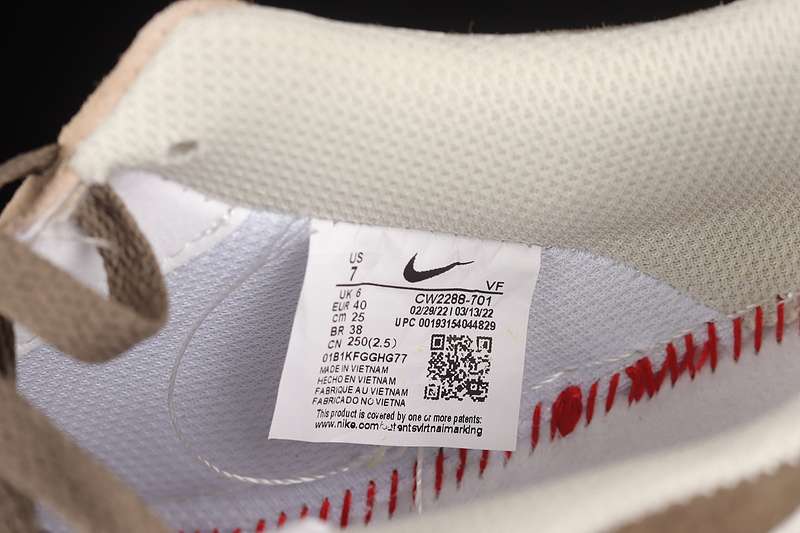 US
7
VF
UK 6
CW2288-701
EUR 40
02/29/22 | 03/13/22
cm 25
UPC 00193154044829
BR 38
CN 250(2.5)
01B1KFGGHG77
MADE IN VIETNAM
HECHO EN VIETNAM
FABRIQUE AU VIETNAM
FABRICADO NO VIETNA
This product is covered by one or more patents: